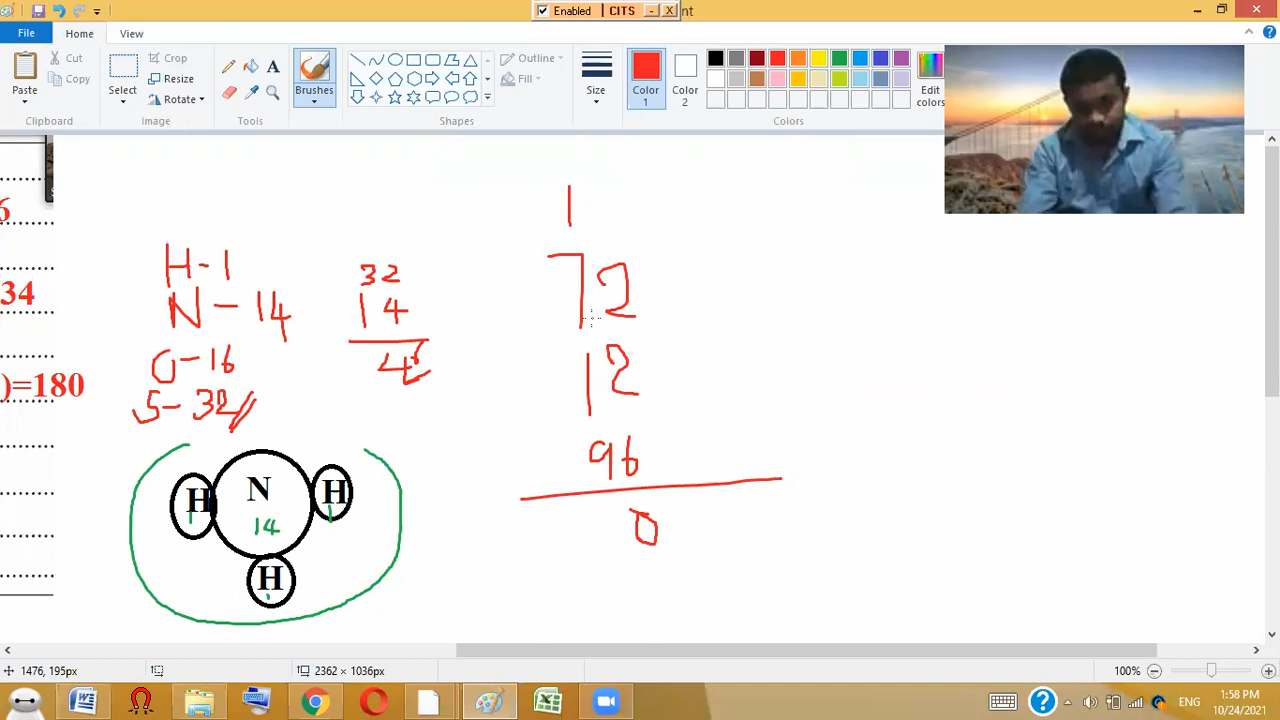 Enabled | CITS
nt
File Home View
Paste Cut Copy
Clipboard
Select Crop Resize Rotate
Image
Tools
Brushes
Outline Fill
Shapes
Size
Color 1 Color 2
Edit colors
Colors
6
34
)=180
H - 1
N - 14
O - 16
S - 32
32
14
46
H N H
14
H
1
72
12
96
0
1476, 195px
2362 × 1036px
100%
ENG
1:58 PM
10/24/2021